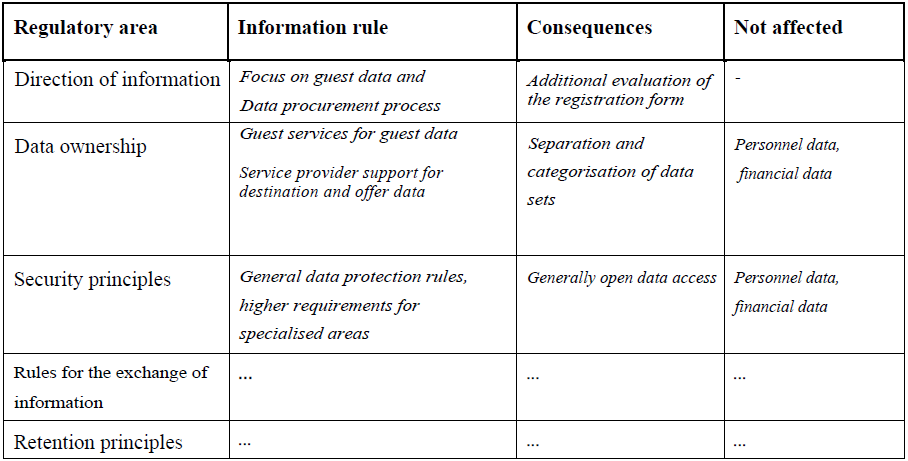 Regulatory area
Information rule
Consequences
Not affected
Direction of information
Focus on guest data and
Data procurement process
Additional evaluation of
the registration form
-
Data ownership
Guest services for guest data
Service provider support for
destination and offer data
Separation and
categorisation of data
sets
Personnel data,
financial data
Security principles
General data protection rules,
higher requirements for
specialised areas
Generally open data access
Personnel data,
financial data
Rules for the exchange of
information
...
...
...
Retention principles
...
...
...